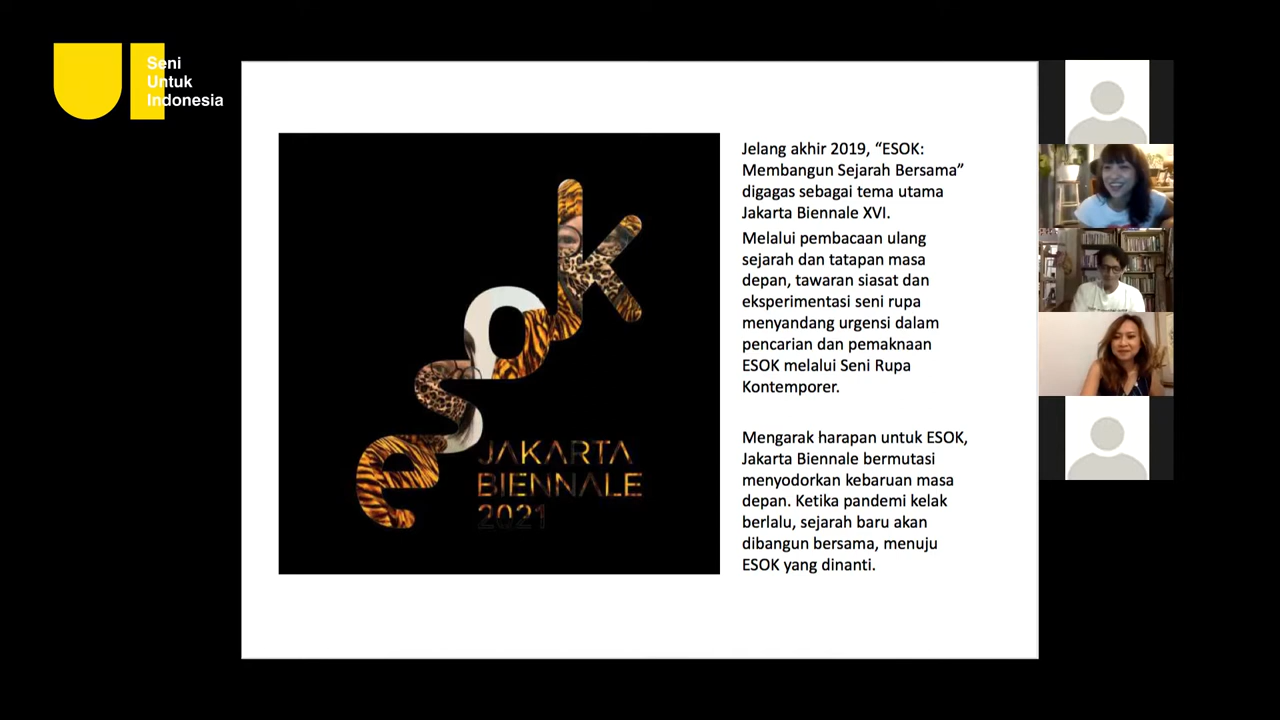 Seni
Untuk
Indonesia
esok
JAKARTA
BIENNALE
2021
Jelang akhir 2019, “ESOK:
Membangun Sejarah Bersama”
digagas sebagai tema utama
Jakarta Biennale XVI.
Melalui pembacaan ulang
sejarah dan tatapan masa
depan, tawaran siasat dan
eksperimentasi seni rupa
menyandang urgensi dalam
pencarian dan pemaknaan
ESOK melalui Seni Rupa
Kontemporer.
Mengarak harapan untuk ESOK,
Jakarta Biennale bermutasi
menyodorkan kebaruan masa
depan. Ketika pandemi kelak
berlalu, sejarah baru akan
dibangun bersama, menuju
ESOK yang dinanti.